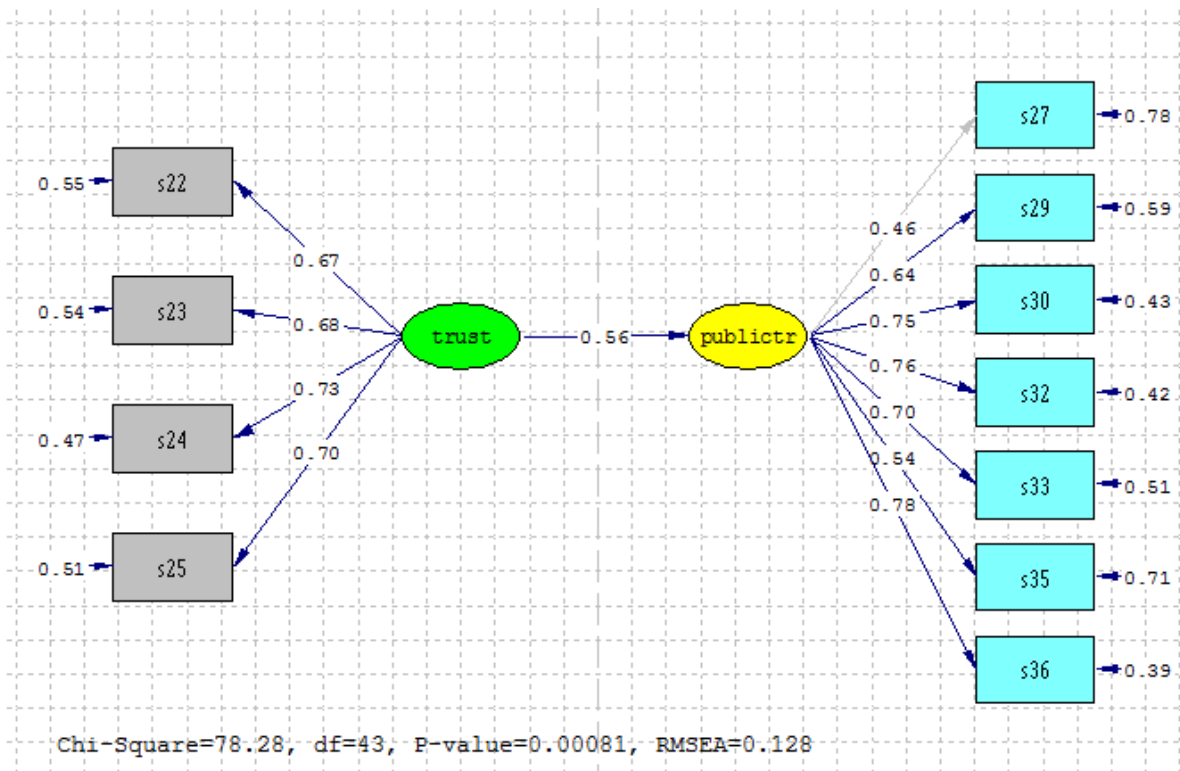 s27
0.78
0.55
s22
s29
0.59
0.46
0.67
0.64
s30
0.43
0.54
s23
0.68
0.75
trust
0.56
publictr
0.76
s32
0.42
0.73
0.70
s24
0.47
0.70
0.54
s33
0.51
0.78
s25
0.51
s35
0.71
s36
0.39
Chi-Square=78.28, df=43, P-value=0.00081, RMSEA=0.128